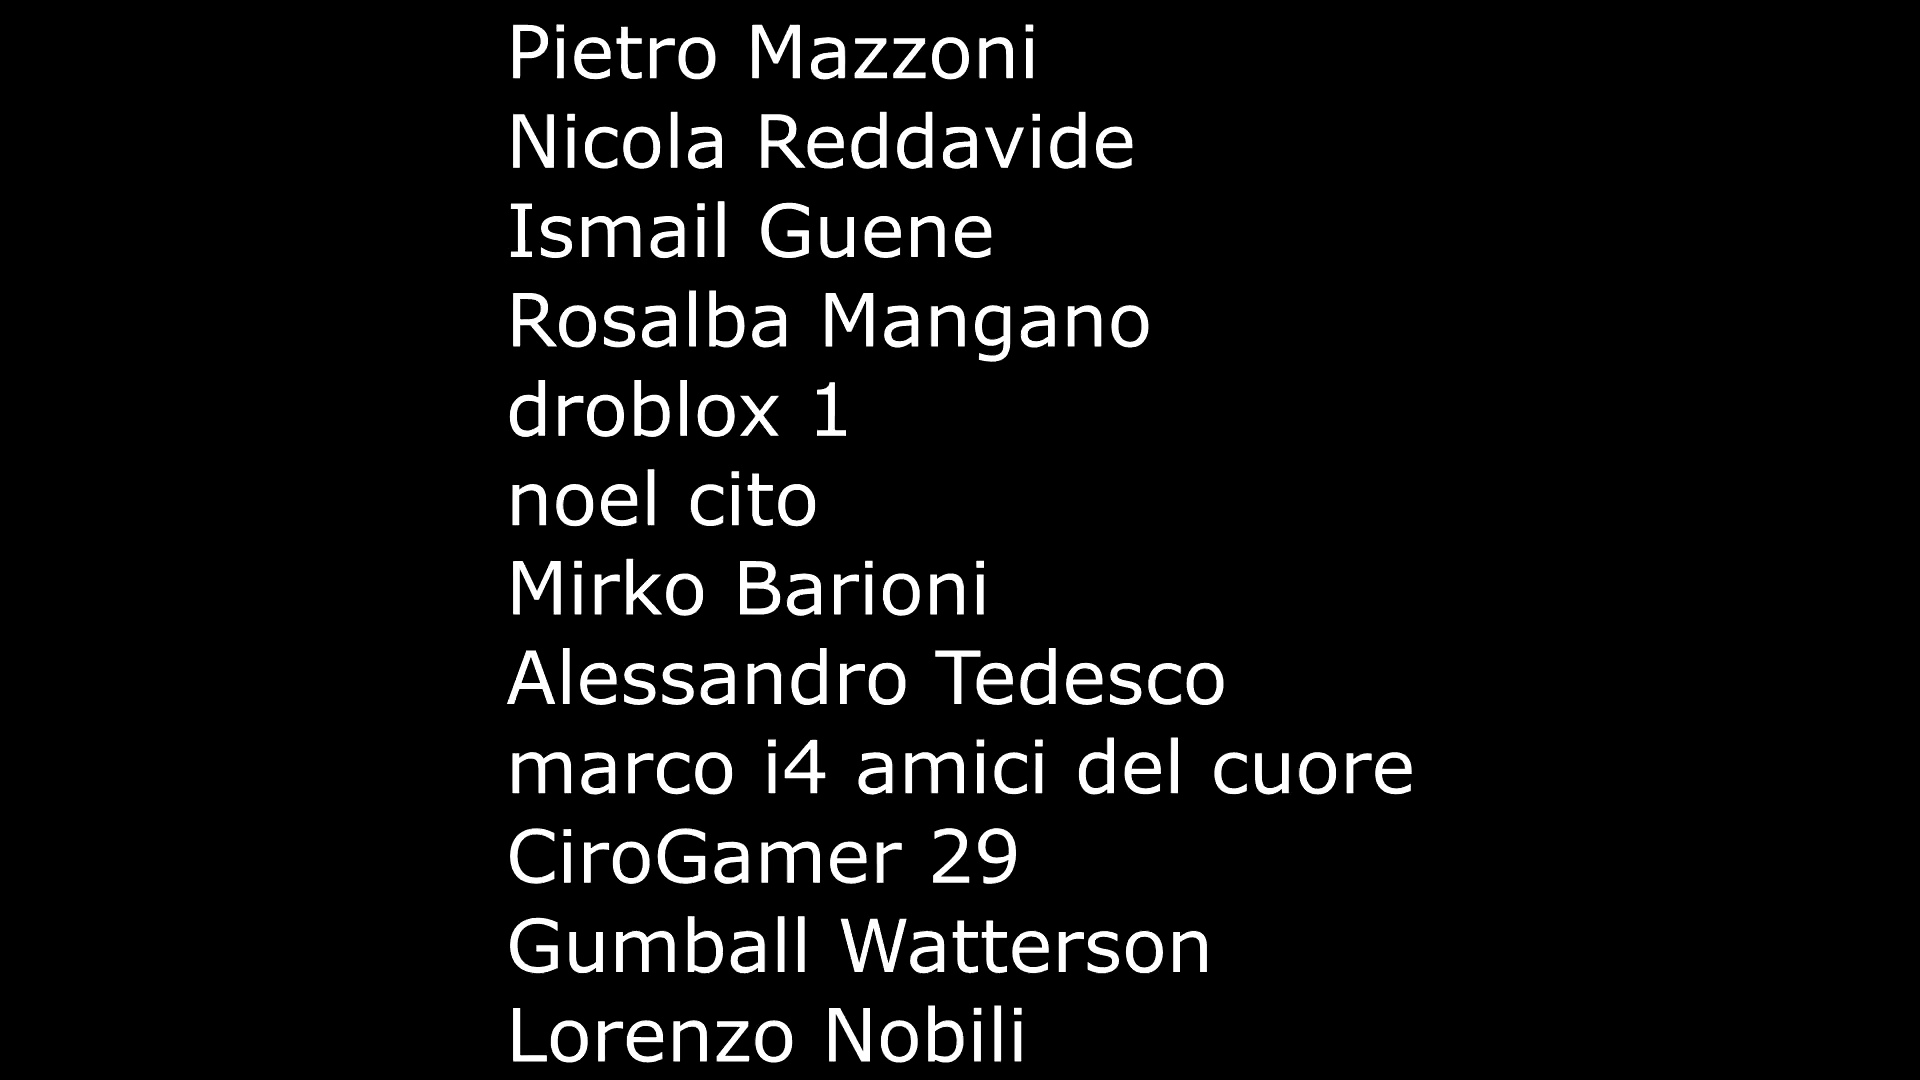 Pietro Mazzoni
Nicola Reddavide
Ismail Guene
Rosalba Mangano
droblox 1
noel cito
Mirko Barioni
Alessandro Tedesco
marco i4 amici del cuore
CiroGamer 29
Gumball Watterson
Lorenzo Nobili